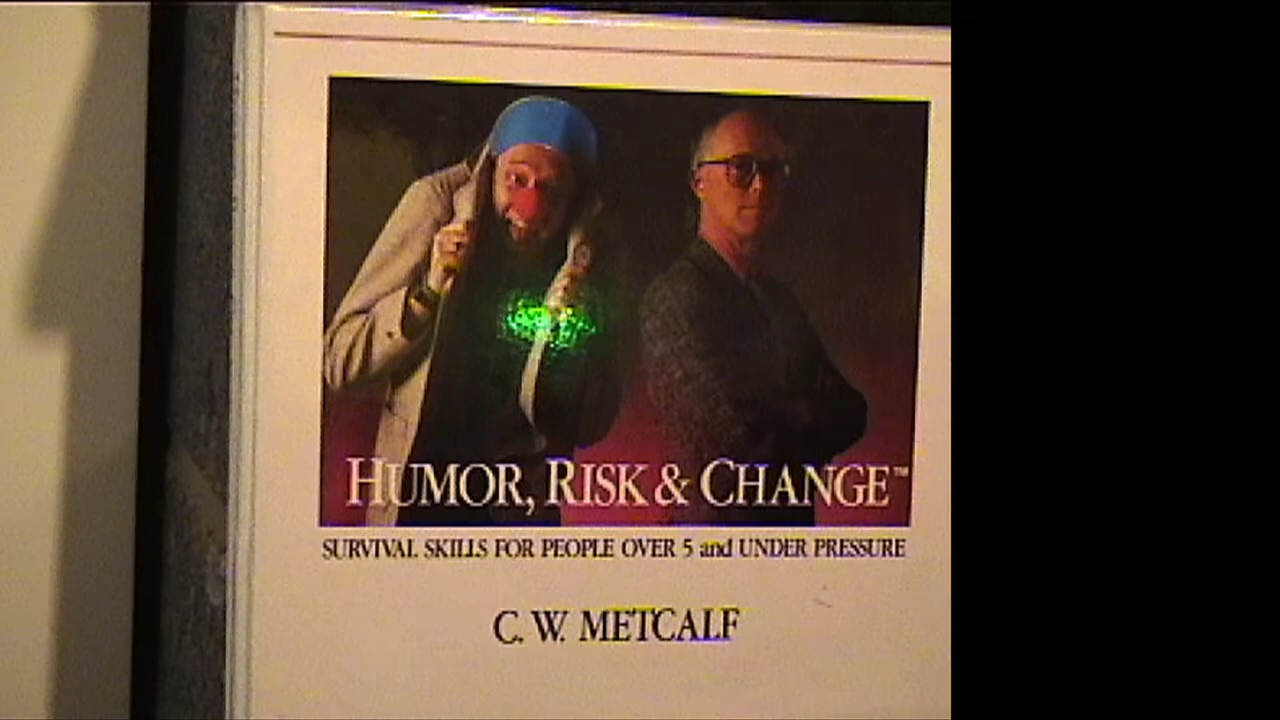 HUMOR, RISK & CHANGE™
SURVIVAL SKILLS FOR PEOPLE OVER 5 and UNDER PRESSURE
C. W. METCALF